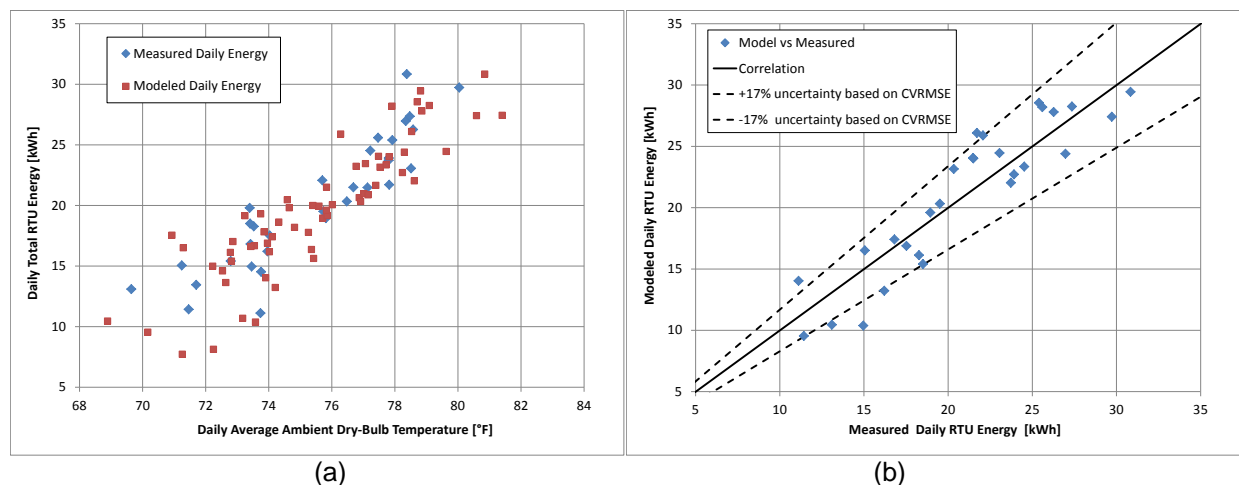 35
30
25
20
15
10
5
Daily Total RTU Energy [kWh]
Measured Daily Energy
Modeled Daily Energy
68 70 72 74 76 78 80 82 84
Daily Average Ambient Dry-Bulb Temperature [°F]
(a)
35
30
25
20
15
10
5
Modeled Daily RTU Energy [kWh]
Model vs Measured
Correlation
+17% uncertainty based on CVRMSE
-17% uncertainty based on CVRMSE
5 10 15 20 25 30 35
Measured Daily RTU Energy [kWh]
(b)